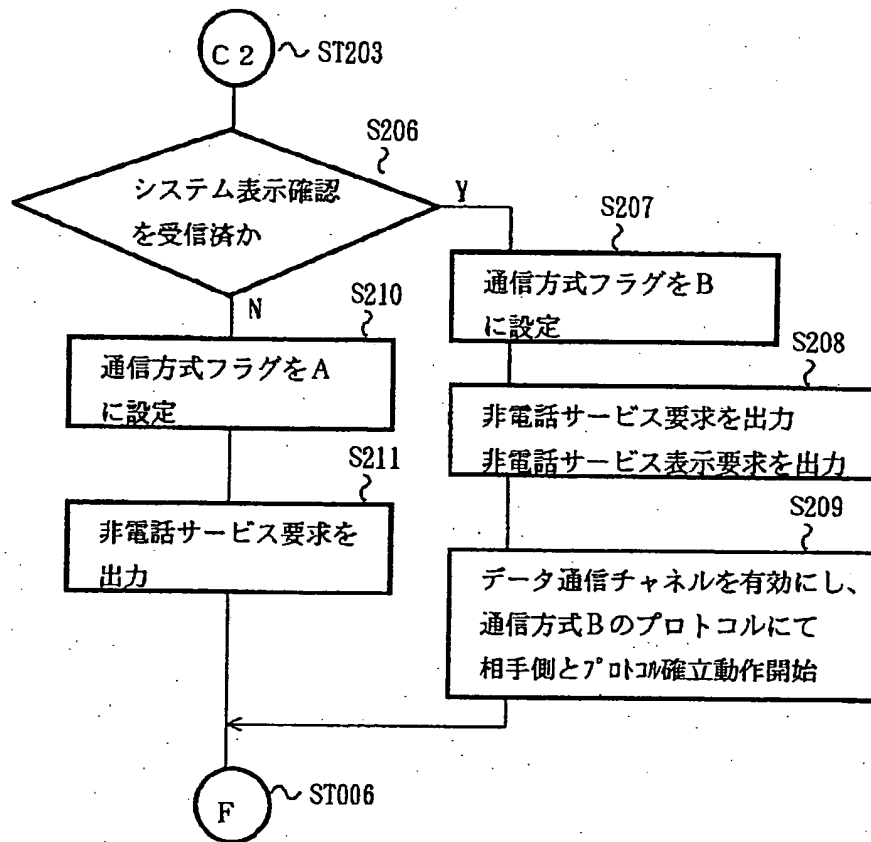 C2
ST203
S206
システム表示確認
を受信済か
Y
N
S207
通信方式フラグをB
に設定
S210
通信方式フラグをA
に設定
S208
非電話サービス要求を出力
非電話サービス表示要求を出力
S211
非電話サービス要求を
出力
S209
データ通信チャネルを有効にし、
通信方式Bのプロトコルにて
相手側とﾌﾟﾛﾄｺﾙ確立動作開始
F
ST006